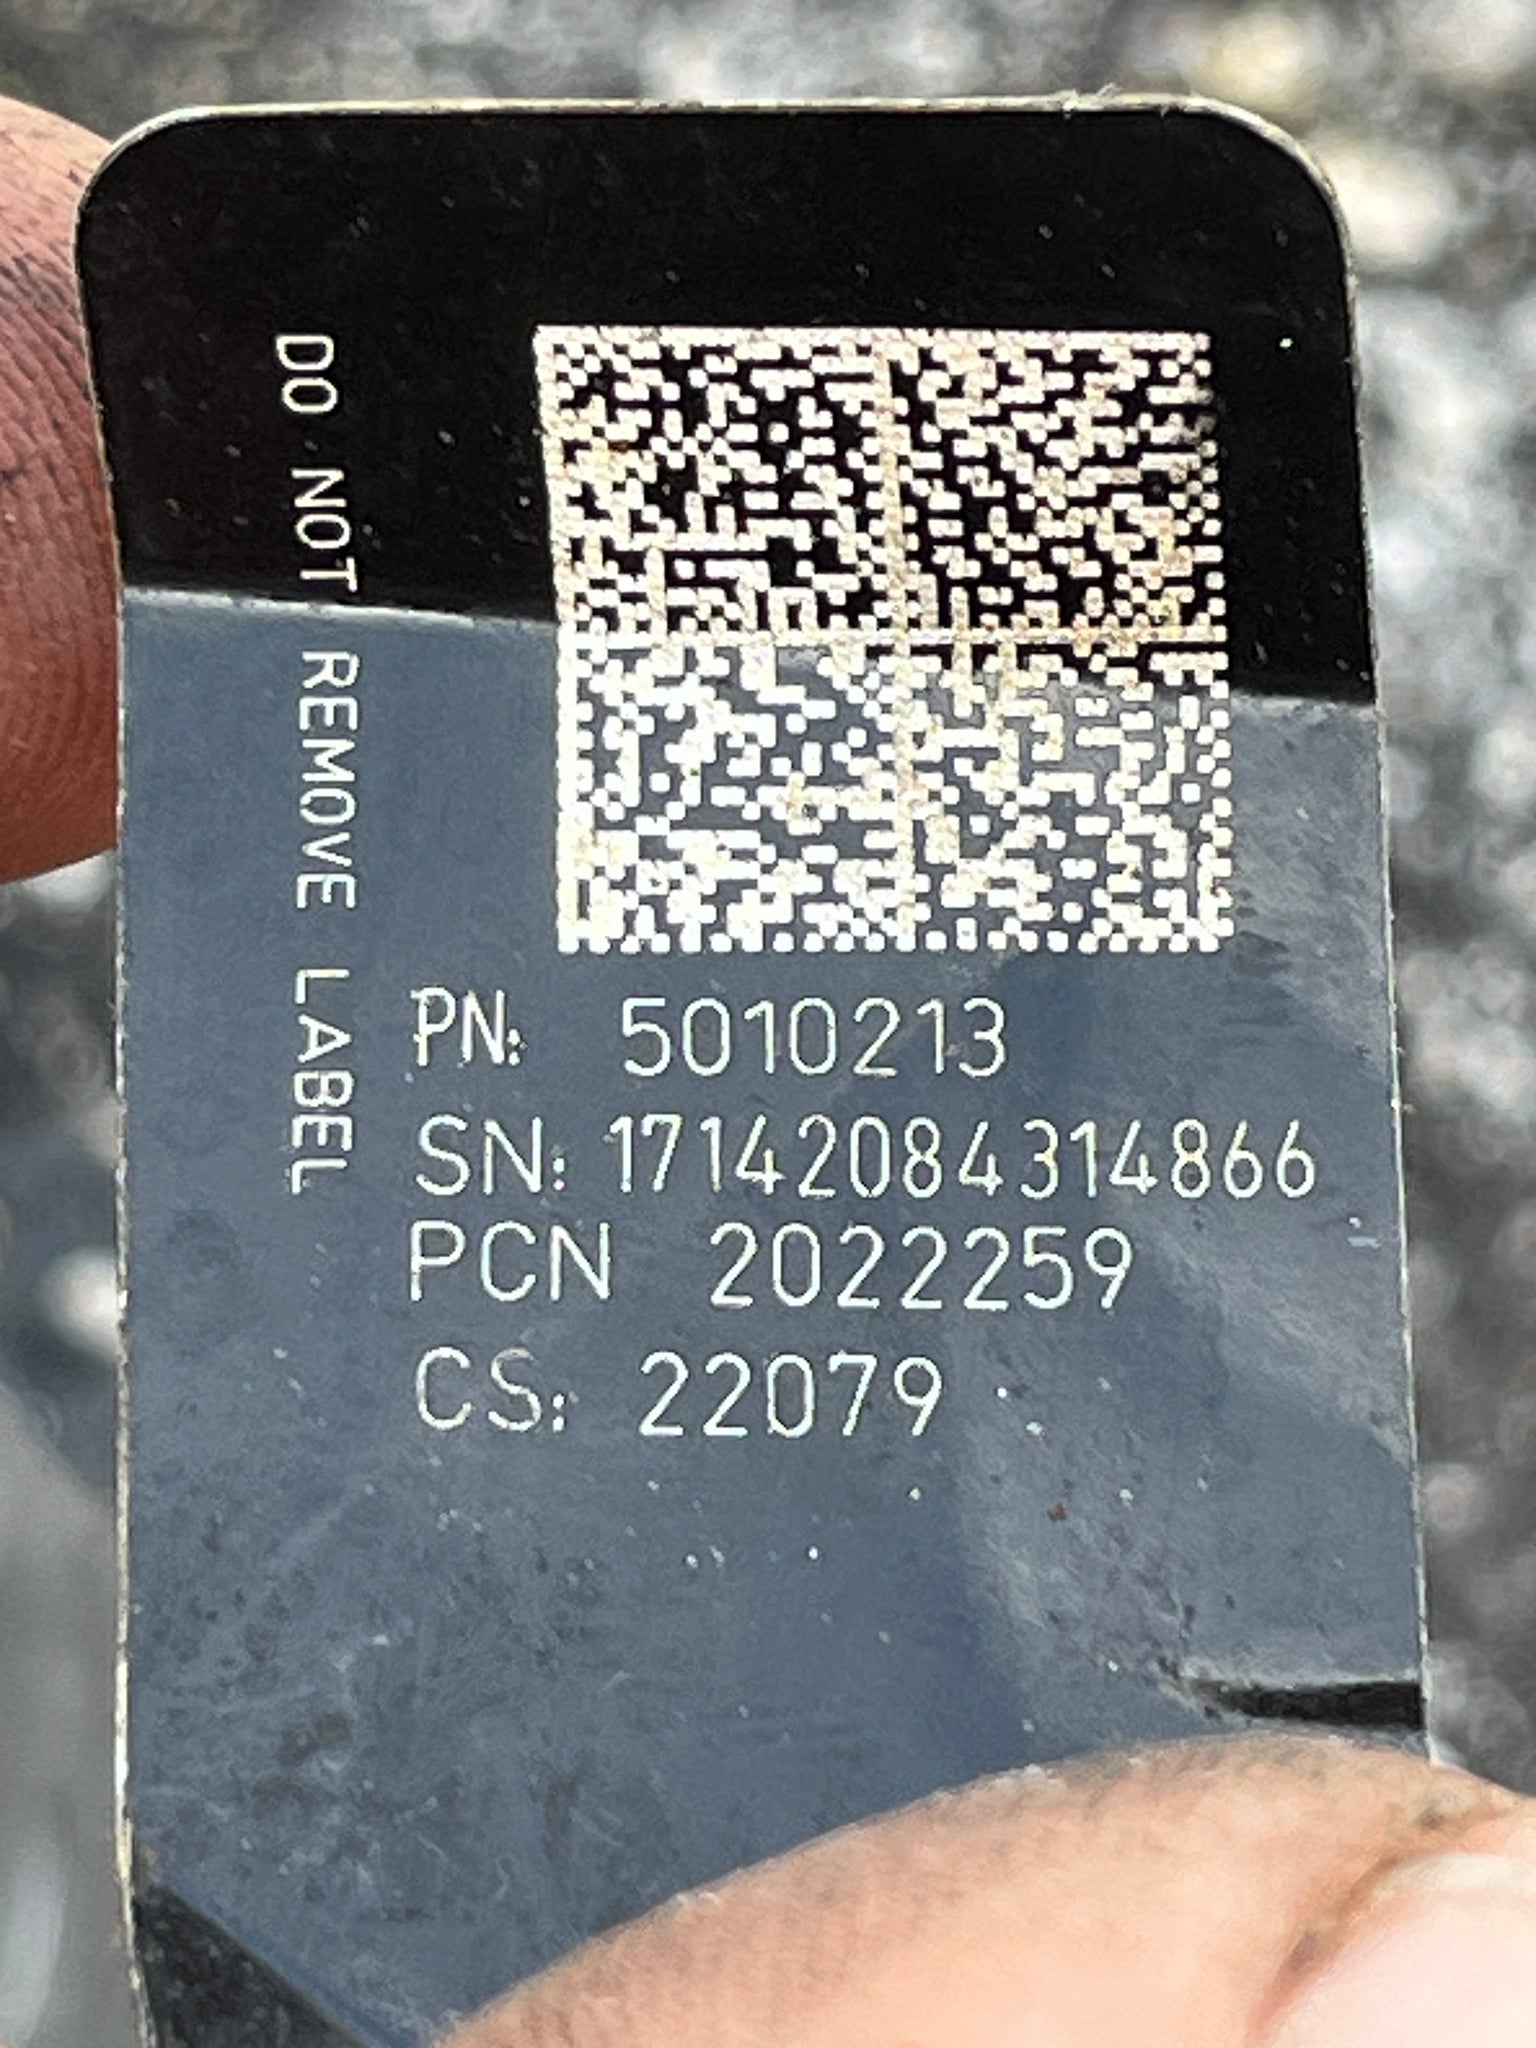 DO NOT REMOVE LABEL
PN: 5010213
SN: 17142084314866
PCN 2022259
CS: 22079